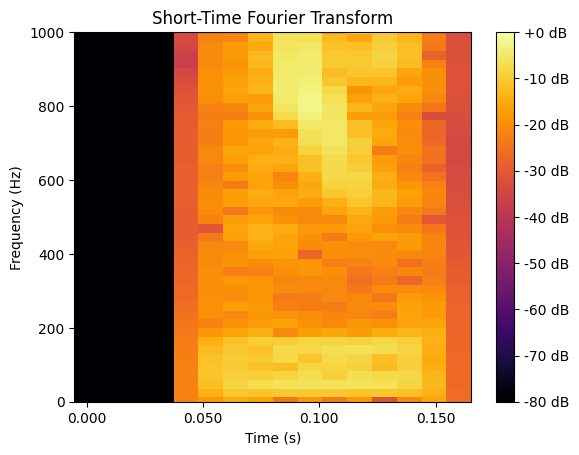 Short-Time Fourier Transform
Frequency (Hz)
1000
800
600
400
200
0
0.000
0.050
0.100
0.150
Time (s)
+0 dB
-10 dB
-20 dB
-30 dB
-40 dB
-50 dB
-60 dB
-70 dB
-80 dB